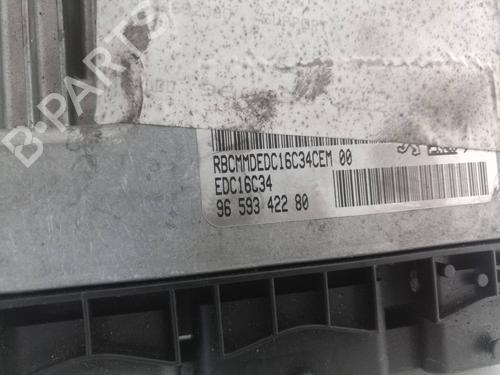 B-PARTS
RBCMMDEDC16C34CEM 00
EDC16C34
96 593 422 80